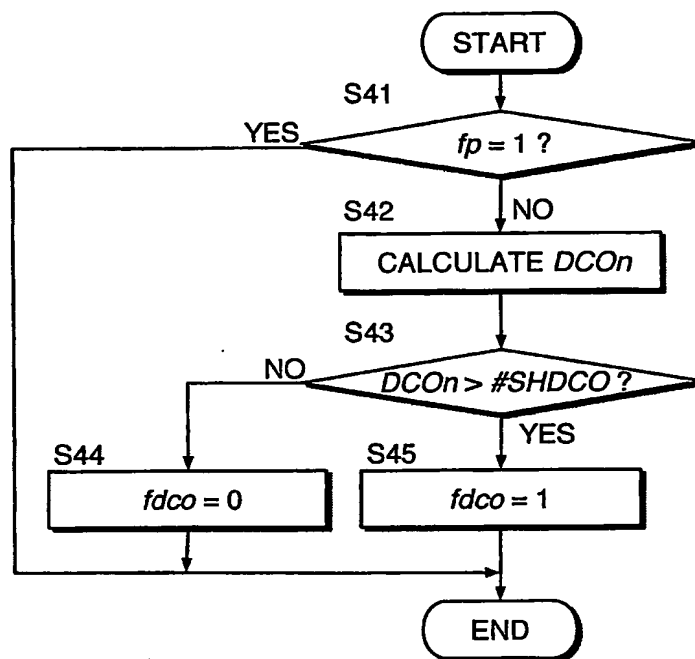 START
S41
YES
fp = 1 ?
NO
S42
CALCULATE DCOn
S43
NO
DCOn > #SHDCO ?
YES
S44
fdco = 0
S45
fdco = 1
END